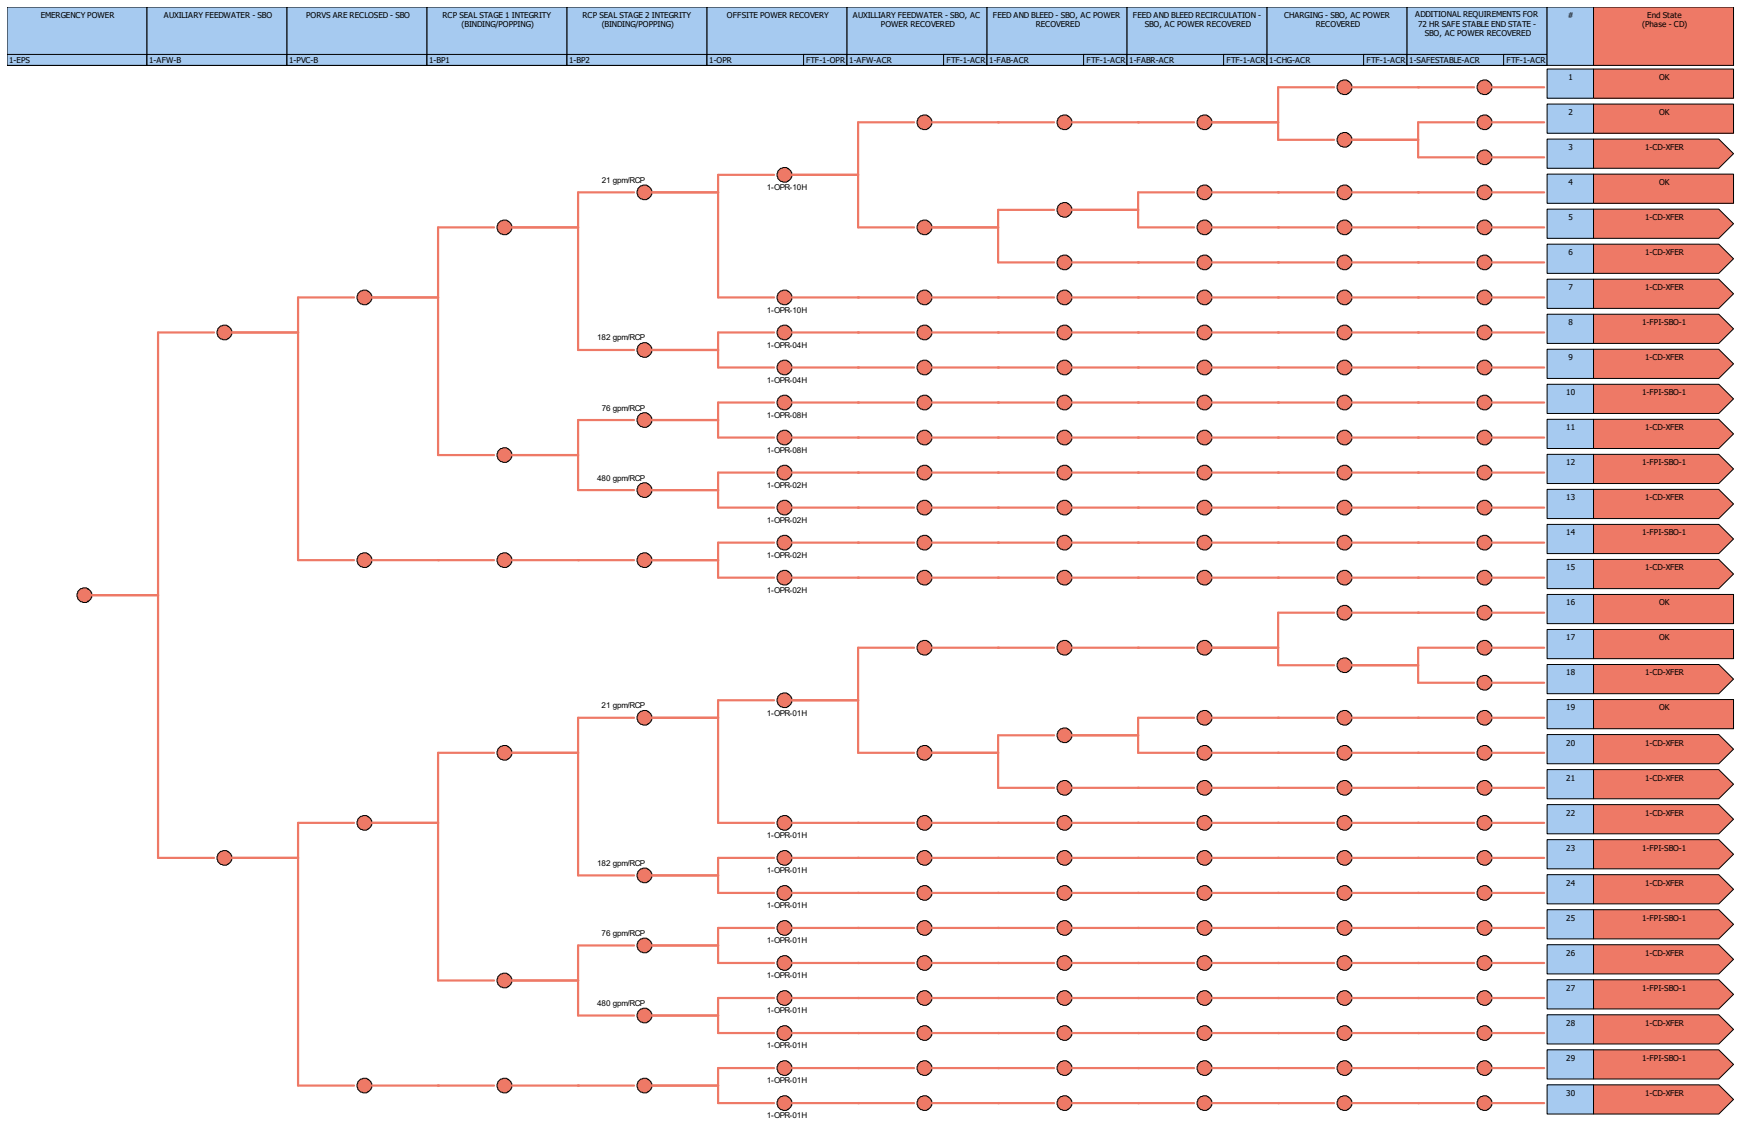 EMERGENCY POWER
AUXILIARY FEEDWATER - SBO
PORVS ARE RECLOSED - SBO
RCP SEAL STAGE 1 INTEGRITY
(BINDING/POPPING)
RCP SEAL STAGE 2 INTEGRITY
(BINDING/POPPING)
OFFSITE POWER RECOVERY
AUXILLIARY FEEDWATER - SBO, AC
POWER RECOVERED
FEED AND BLEED - SBO, AC POWER
RECOVERED
FEED AND BLEED RECIRCULATION -
SBO, AC POWER RECOVERED
CHARGING - SBO, AC POWER
RECOVERED
ADDITIONAL REQUIREMENTS FOR
72 HR SAFE STABLE END STATE -
SBO, AC POWER RECOVERED
#
End State
(Phase - CD)
1-EPS
1-AFW-B
1-PVC-B
1-BP1
1-BP2
1-OPR
FTF-1-OPR
1-AFW-ACR
FTF-1-ACR
1-FAB-ACR
FTF-1-ACR
1-FABR-ACR
FTF-1-ACR
1-CHG-ACR
FTF-1-ACR
1-SAFESTABLE-ACR
FTF-1-ACR
1 OK
2 OK
3 1-CD-XFER
21 gpm/RCP
1-OPR-10H
4 OK
5 1-CD-XFER
6 1-CD-XFER
7 1-CD-XFER
1-OPR-10H
8 1-FPI-SBO-1
182 gpm/RCP
1-OPR-04H
9 1-CD-XFER
1-OPR-04H
10 1-FPI-SBO-1
76 gpm/RCP
1-OPR-08H
11 1-CD-XFER
1-OPR-08H
12 1-FPI-SBO-1
480 gpm/RCP
1-OPR-02H
13 1-CD-XFER
1-OPR-02H
14 1-FPI-SBO-1
1-OPR-02H
15 1-CD-XFER
1-OPR-02H
16 OK
17 OK
18 1-CD-XFER
21 gpm/RCP
1-OPR-01H
19 OK
20 1-CD-XFER
21 1-CD-XFER
22 1-CD-XFER
1-OPR-01H
23 1-FPI-SBO-1
182 gpm/RCP
1-OPR-01H
24 1-CD-XFER
1-OPR-01H
25 1-FPI-SBO-1
76 gpm/RCP
1-OPR-01H
26 1-CD-XFER
1-OPR-01H
27 1-FPI-SBO-1
480 gpm/RCP
1-OPR-01H
28 1-CD-XFER
1-OPR-01H
29 1-FPI-SBO-1
1-OPR-01H
30 1-CD-XFER
1-OPR-01H